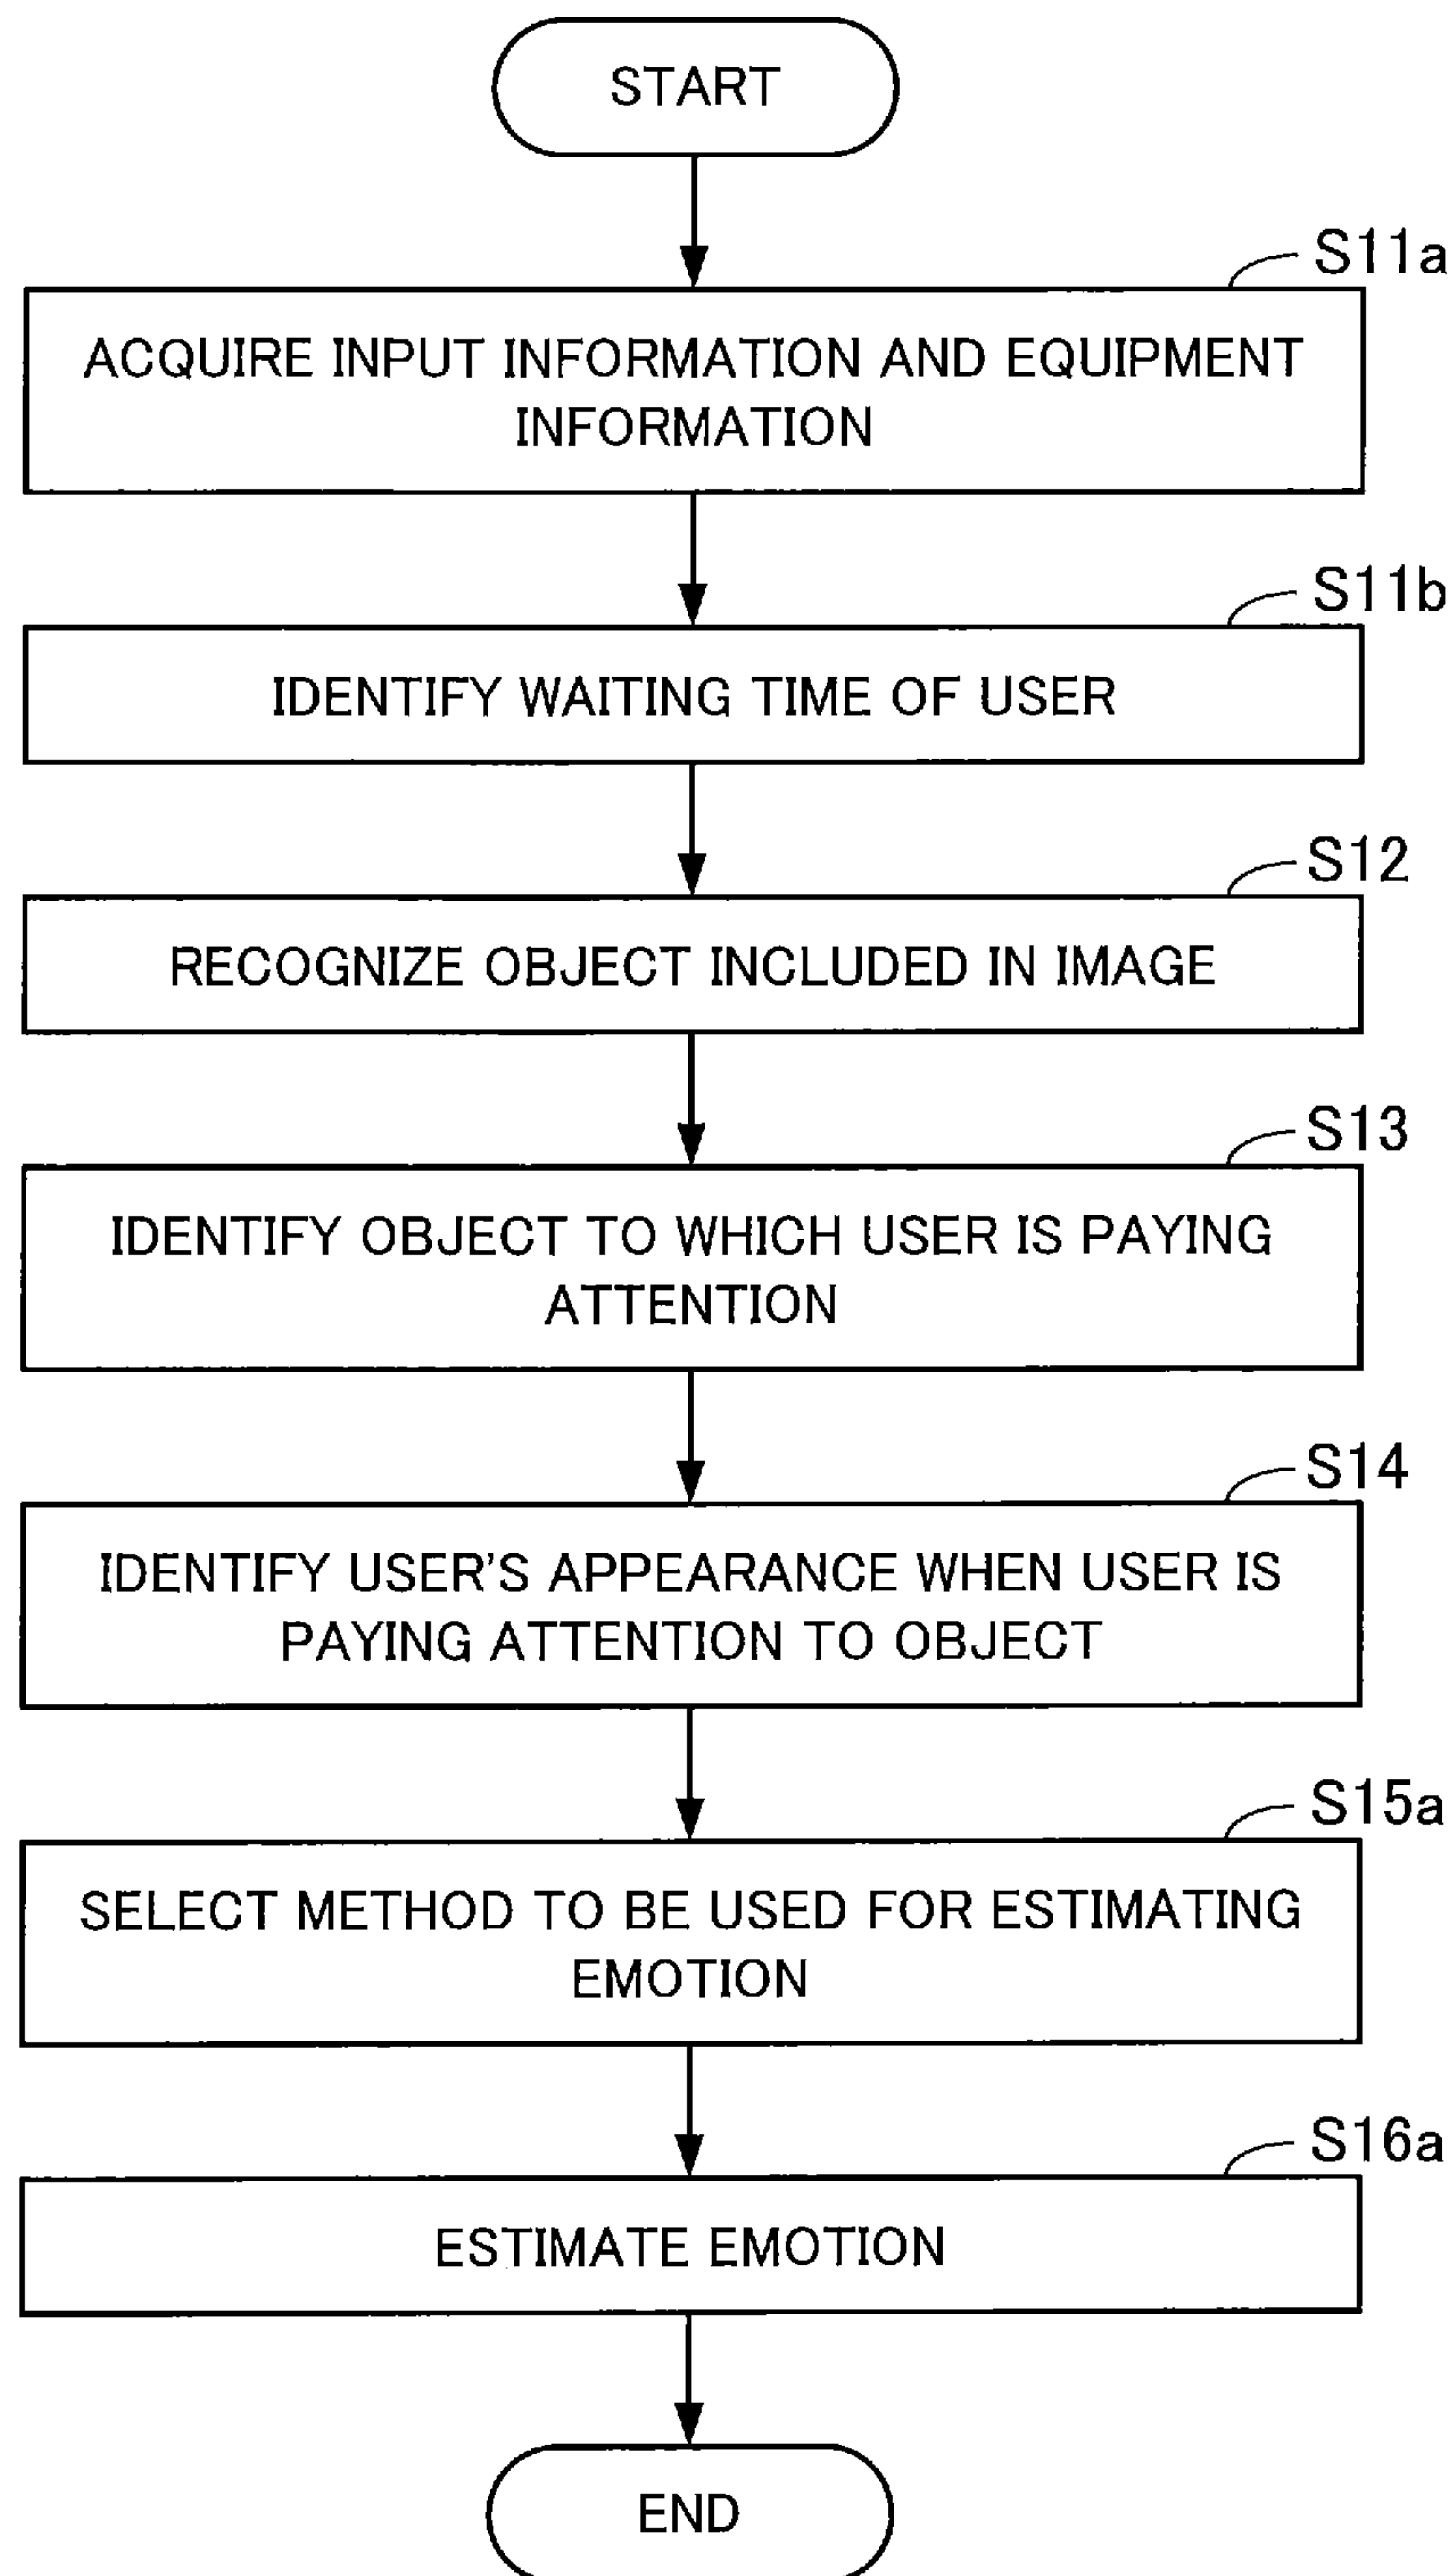 START
S11a
ACQUIRE INPUT INFORMATION AND EQUIPMENT
INFORMATION
S11b
IDENTIFY WAITING TIME OF USER
S12
RECOGNIZE OBJECT INCLUDED IN IMAGE
S13
IDENTIFY OBJECT TO WHICH USER IS PAYING
ATTENTION
S14
IDENTIFY USER'S APPEARANCE WHEN USER IS
PAYING ATTENTION TO OBJECT
S15a
SELECT METHOD TO BE USED FOR ESTIMATING
EMOTION
S16a
ESTIMATE EMOTION
END